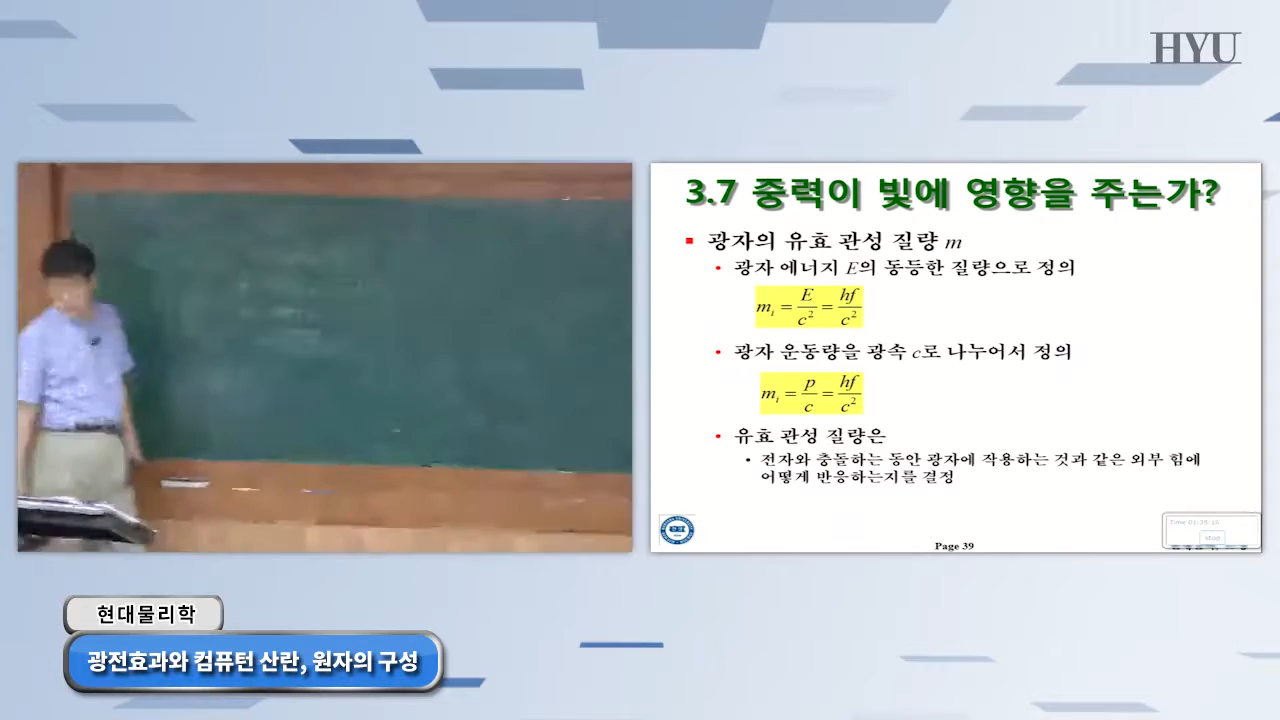 HYU
3.7 중력이 빛에 영향을 주는가?
광자의 유효 관성 질량 m
• 광자 에너지 E의 동등한 질량으로 정의
m_i = E/c² = hf/c²
• 광자 운동량을 광속 c로 나누어서 정의
m_i = p/c = hf/c²
• 유효 관성 질량은
• 전자와 충돌하는 동안 광자에 작용하는 것과 같은 외부 힘에
어떻게 반응하는지를 결정
Page 39
stop
현대물리학
광전효과와 컴퓨턴 산란, 원자의 구성